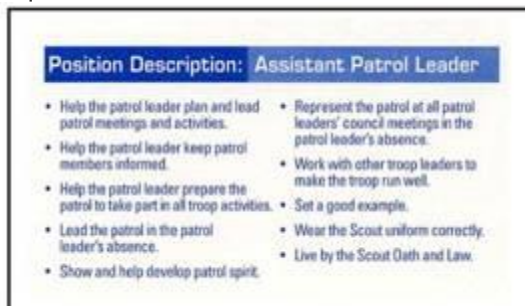 Position Description: Assistant Patrol Leader
• Help the patrol leader plan and lead
patrol meetings and activities.
• Help the patrol leader keep patrol
members informed.
• Help the patrol leader prepare the
patrol to take part in all troop activities.
• Lead the patrol in the patrol
leader's absence.
• Show and help develop patrol spirit.
• Represent the patrol at all patrol
leaders' council meetings in the
patrol leader's absence.
• Work with other troop leaders to
make the troop run well.
• Set a good example.
• Wear the Scout uniform correctly.
• Live by the Scout Oath and Law.